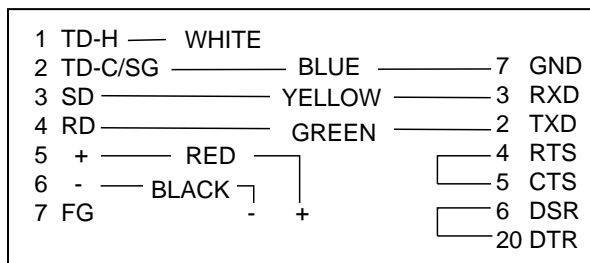 1 TD-H WHITE
2 TD-C/SG BLUE 7 GND
3 SD YELLOW 3 RXD
4 RD GREEN 2 TXD
5 + RED 4 RTS
6 - BLACK 5 CTS
7 FG - + 6 DSR
20 DTR